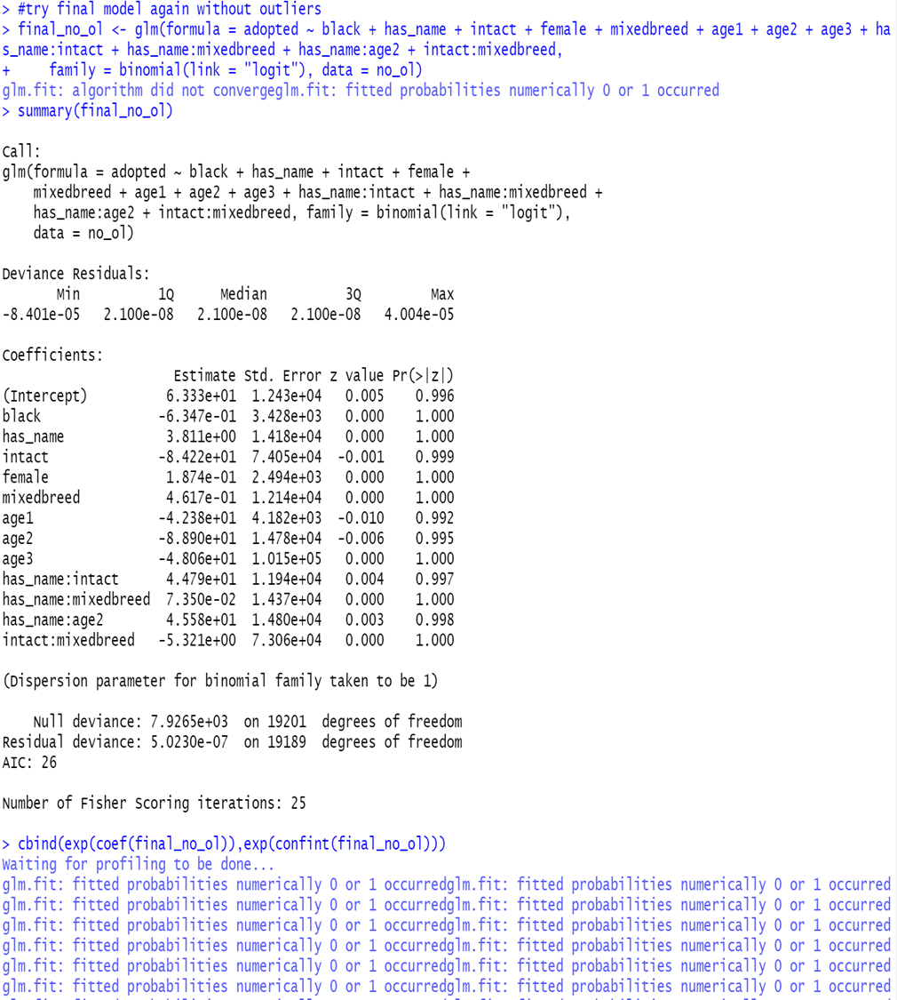 > #try final model again without outliers
> final_no_ol <- glm(formula = adopted ~ black + has_name + intact + female + mixedbreed + age1 + age2 + age3 + ha
s_name:intact + has_name:mixedbreed + has_name:age2 + intact:mixedbreed,
+     family = binomial(link = "logit"), data = no_ol)
glm.fit: algorithm did not convergeglm.fit: fitted probabilities numerically 0 or 1 occurred
> summary(final_no_ol)
Call:
glm(formula = adopted ~ black + has_name + intact + female +
    mixedbreed + age1 + age2 + age3 + has_name:intact + has_name:mixedbreed +
    has_name:age2 + intact:mixedbreed, family = binomial(link = "logit"),
    data = no_ol)
Deviance Residuals:
       Min         1Q     Median         3Q        Max
-8.401e-05  2.100e-08  2.100e-08  2.100e-08  4.004e-05
Coefficients:
                      Estimate Std. Error z value Pr(>|z|)
(Intercept)          6.333e+01  1.243e+04   0.005    0.996
black               -6.347e-01  3.428e+03   0.000    1.000
has_name             3.811e+00  1.418e+04   0.000    1.000
intact              -8.422e+01  7.405e+04  -0.001    0.999
female               1.874e-01  2.494e+03   0.000    1.000
mixedbreed           4.617e-01  1.214e+04   0.000    1.000
age1                -4.238e+01  4.182e+03  -0.010    0.992
age2                -8.890e+01  1.478e+04  -0.006    0.995
age3                -4.806e+01  1.015e+05   0.000    1.000
has_name:intact      4.479e+01  1.194e+04   0.004    0.997
has_name:mixedbreed  7.350e-02  1.437e+04   0.000    1.000
has_name:age2        4.558e+01  1.480e+04   0.003    0.998
intact:mixedbreed   -5.321e+00  7.306e+04   0.000    1.000
(Dispersion parameter for binomial family taken to be 1)
    Null deviance: 7.9265e+03  on 19201  degrees of freedom
Residual deviance: 5.0230e-07  on 19189  degrees of freedom
AIC: 26
Number of Fisher Scoring iterations: 25
> cbind(exp(coef(final_no_ol)),exp(confint(final_no_ol)))
Waiting for profiling to be done...
glm.fit: fitted probabilities numerically 0 or 1 occurredglm.fit: fitted probabilities numerically 0 or 1 occurred
glm.fit: fitted probabilities numerically 0 or 1 occurredglm.fit: fitted probabilities numerically 0 or 1 occurred
glm.fit: fitted probabilities numerically 0 or 1 occurredglm.fit: fitted probabilities numerically 0 or 1 occurred
glm.fit: fitted probabilities numerically 0 or 1 occurredglm.fit: fitted probabilities numerically 0 or 1 occurred
glm.fit: fitted probabilities numerically 0 or 1 occurredglm.fit: fitted probabilities numerically 0 or 1 occurred
glm.fit: fitted probabilities numerically 0 or 1 occurredglm.fit: fitted probabilities numerically 0 or 1 occurred